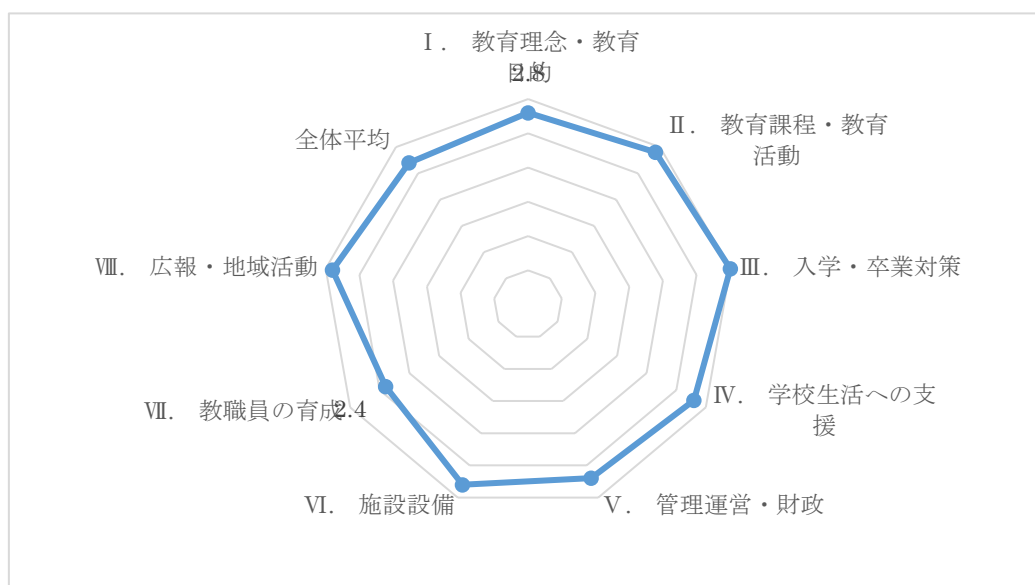 Ⅰ. 教育理念・教育
目的
2.8
Ⅱ. 教育課程・教育
活動
全体平均
Ⅷ. 広報・地域活動
Ⅲ. 入学・卒業対策
Ⅳ. 学校生活への支
援
Ⅶ. 教職員の育成
2.4
Ⅵ. 施設設備
Ⅴ. 管理運営・財政